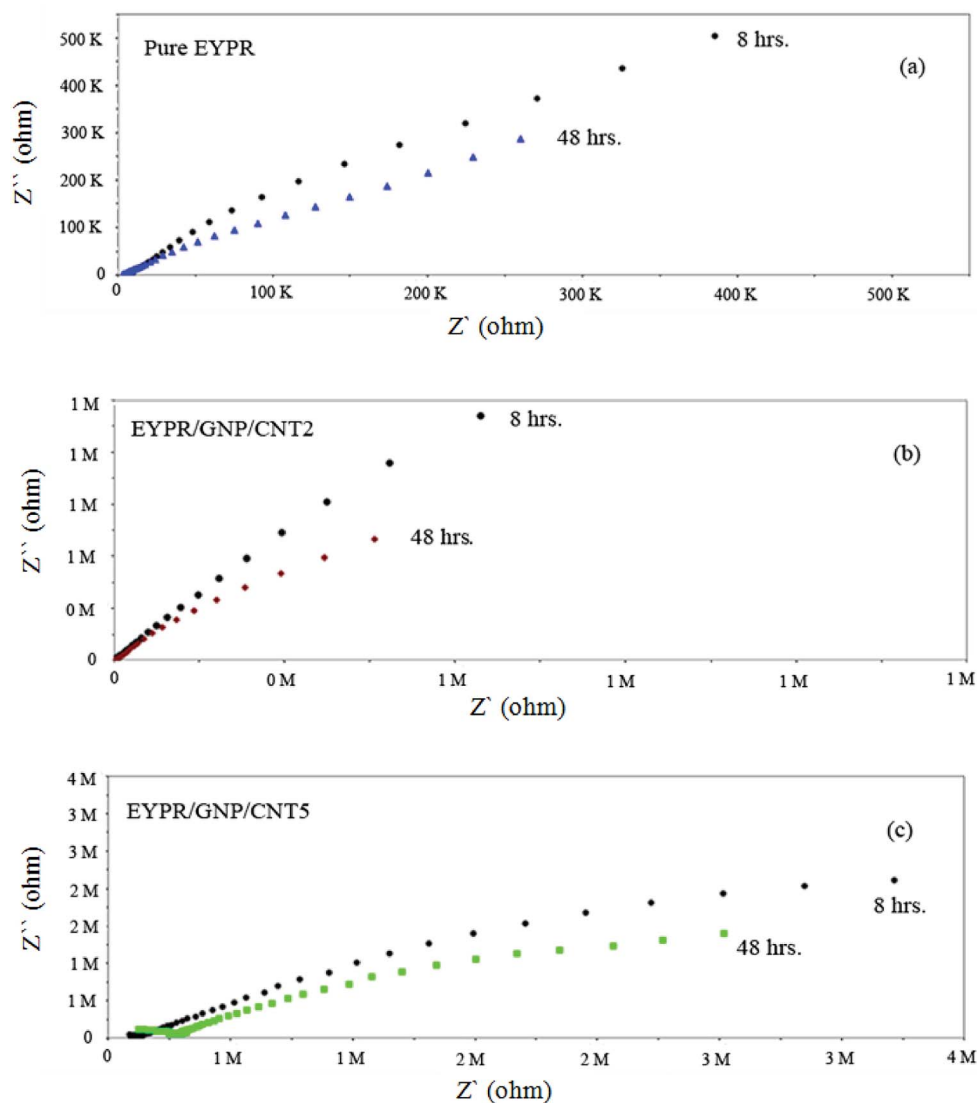 500 K
Pure EYPR
8 hrs.
(a)
400 K
300 K
48 hrs.
200 K
100 K
0
Z`` (ohm)
0 100 K 200 K 300 K 400 K 500 K
Z` (ohm)
1 M
EYPR/GNP/CNT2
8 hrs.
1 M
(b)
1 M
48 hrs.
1 M
0 M
0
Z`` (ohm)
0 0 M 1 M 1 M 1 M 1 M
Z` (ohm)
4 M
EYPR/GNP/CNT5
3 M
(c)
3 M
2 M
8 hrs.
2 M
48 hrs.
1 M
1 M
0
Z`` (ohm)
0 1 M 1 M 2 M 2 M 3 M 4 M
Z` (ohm)